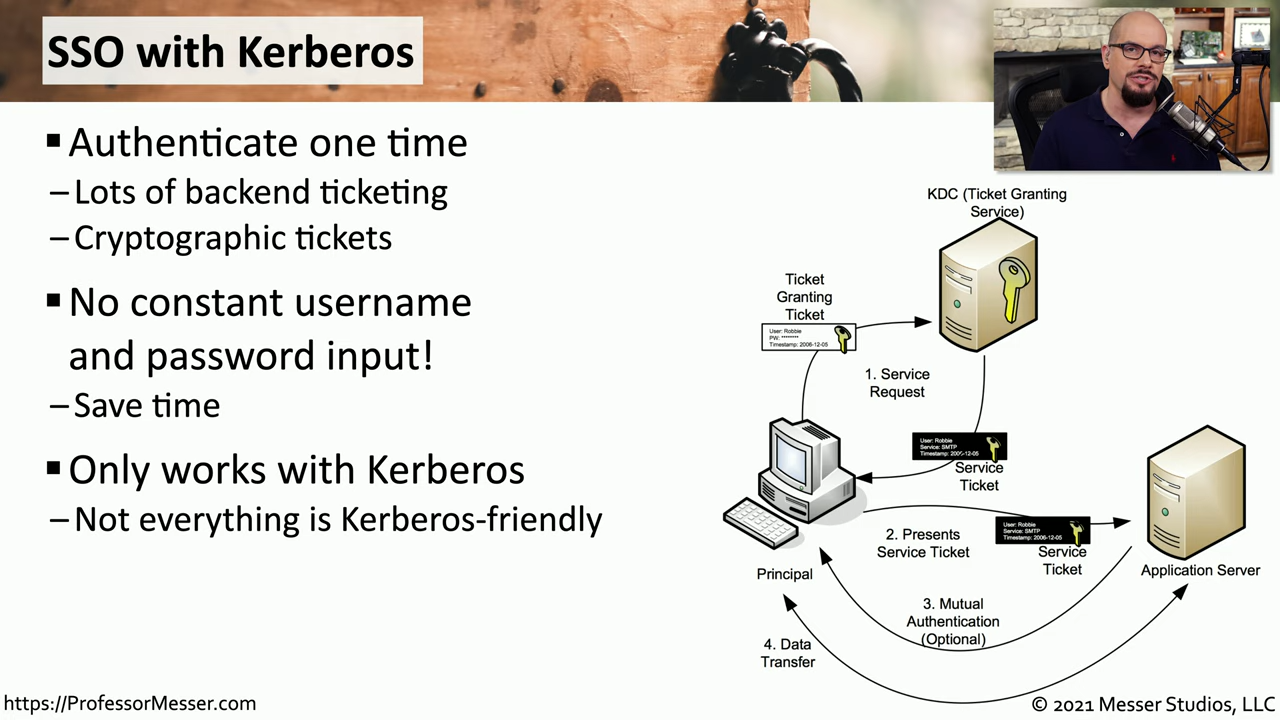 SSO with Kerberos
▪Authenticate one time
–Lots of backend ticketing
–Cryptographic tickets
▪No constant username
and password input!
–Save time
▪Only works with Kerberos
–Not everything is Kerberos-friendly
KDC (Ticket Granting
Service)
Ticket
Granting
Ticket
User: Robbie
PW: ********
Timestamp: 2006-12-05
1. Service
Request
User: Robbie
Service: SMTP
Timestamp: 2006-12-05
Service
Ticket
2. Presents
Service Ticket
User: Robbie
Service: SMTP
Timestamp: 2006-12-05
Service
Ticket
Principal
Application Server
3. Mutual
Authentication
(Optional)
4. Data
Transfer
https://ProfessorMesser.com
© 2021 Messer Studios, LLC